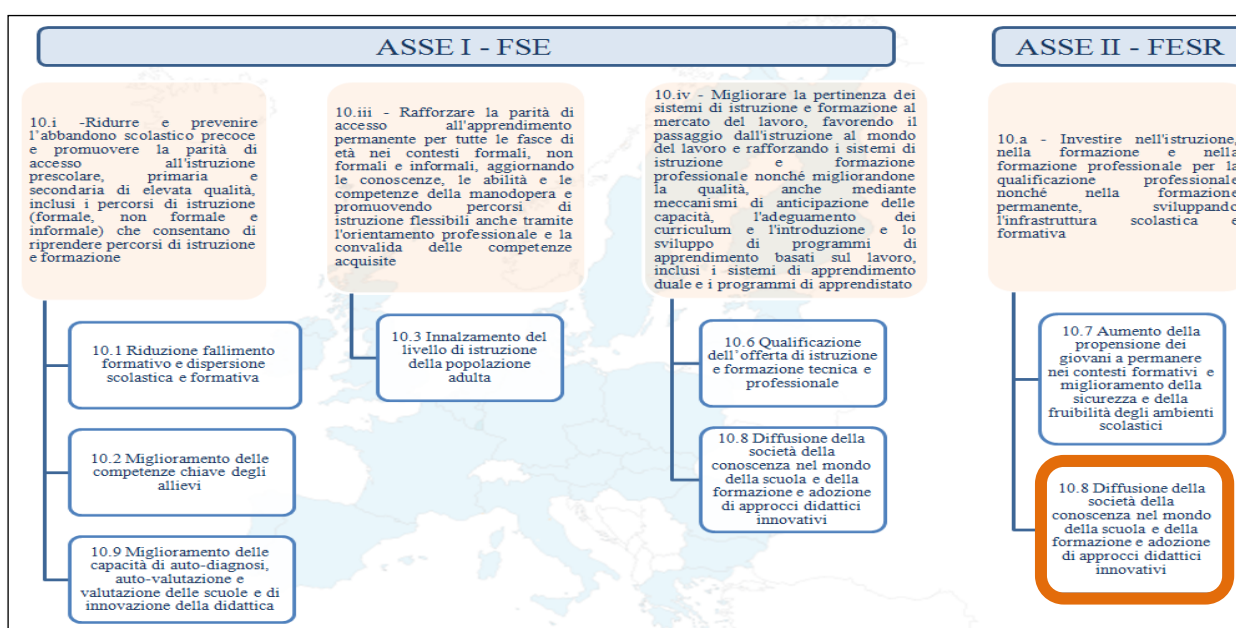 ASSE I - FSE
10.i -Ridurre e prevenire
l'abbandono scolastico precoce
e promuovere la parità di
accesso all'istruzione
prescolare, primaria e
secondaria di elevata qualità,
inclusi i percorsi di istruzione
(formale, non formale e
informale) che consentano di
riprendere percorsi di istruzione
e formazione
10.1 Riduzione fallimento
formativo e dispersione
scolastica e formativa
10.2 Miglioramento delle
competenze chiave degli
allievi
10.9 Miglioramento delle
capacità di auto-diagnosi,
auto-valutazione e
valutazione delle scuole e di
innovazione della didattica
10.iii - Rafforzare la parità di
accesso all'apprendimento
permanente per tutte le fasce di
età nei contesti formali, non
formali e informali, aggiornando
le conoscenze, le abilità e le
competenze della manodopera e
promuovendo percorsi di
istruzione flessibili anche tramite
l'orientamento professionale e la
convalida delle competenze
acquisite
10.3 Innalzamento del
livello di istruzione
della popolazione
adulta
10.iv - Migliorare la pertinenza dei
sistemi di istruzione e formazione al
mercato del lavoro, favorendo il
passaggio dall'istruzione al mondo
del lavoro e rafforzando i sistemi di
istruzione e formazione
professionale nonché migliorandone
la qualità, anche mediante
meccanismi di anticipazione delle
capacità, l'adeguamento dei
curriculum e l'introduzione e lo
sviluppo di programmi di
apprendimento basati sul lavoro,
inclusi i sistemi di apprendimento
duale e i programmi di apprendistato
10.6 Qualificazione
dell'offerta di istruzione
e formazione tecnica e
professionale
10.8 Diffusione della
società della
conoscenza nel mondo
della scuola e della
formazione e adozione
di approcci didattici
innovativi
ASSE II - FESR
10.a - Investire nell'istruzione,
nella formazione e nella
formazione professionale per la
qualificazione professionale
nonché nella formazione
permanente, sviluppando
l'infrastruttura scolastica e
formativa
10.7 Aumento della
propensione dei
giovani a permanere
nei contesti formativi e
miglioramento della
sicurezza e della
fruibilità degli ambienti
scolastici
10.8 Diffusione della
società della
conoscenza nel mondo
della scuola e della
formazione e adozione
di approcci didattici
innovativi